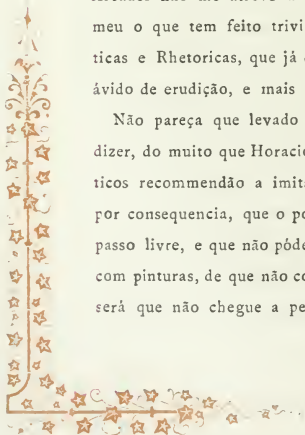 meu o que tem feito trivi
ticas e Rhetoricas, que já
ávido de erudição, e mais
Não pareça que levado
dizer, do muito que Horacio
ticos recommendão a imit
por consequencia, que o po
passo livre, e que não póde
com pinturas, de que não co
será que não chegue a pe